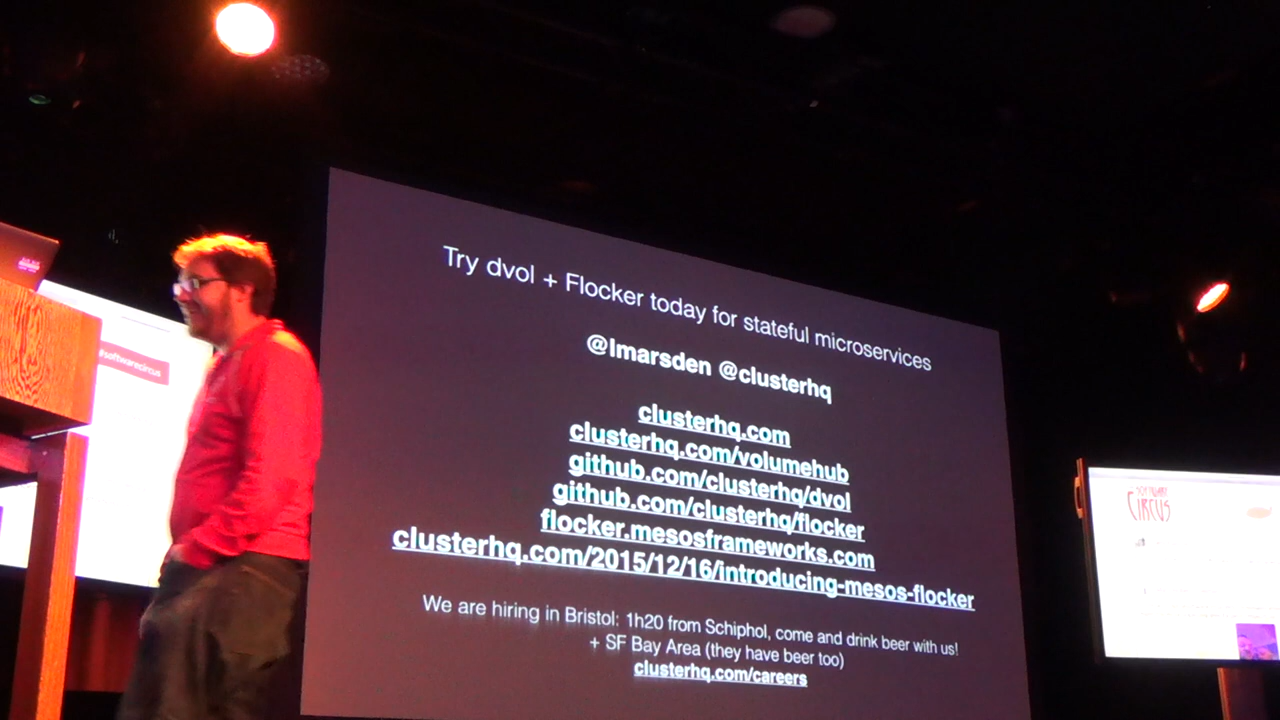 Try dvol + Flocker today for stateful microservices
@lmarsden @clusterhq
clusterhq.com
clusterhq.com/volumehub
github.com/clusterhq/dvol
github.com/clusterhq/flocker
flocker.mesosframeworks.com
clusterhq.com/2015/12/16/introducing-mesos-flocker
We are hiring in Bristol: 1h20 from Schiphol, come and drink beer with us!
+ SF Bay Area (they have beer too)
clusterhq.com/careers
#softwarecircus
SOFTWARE
CIRCUS